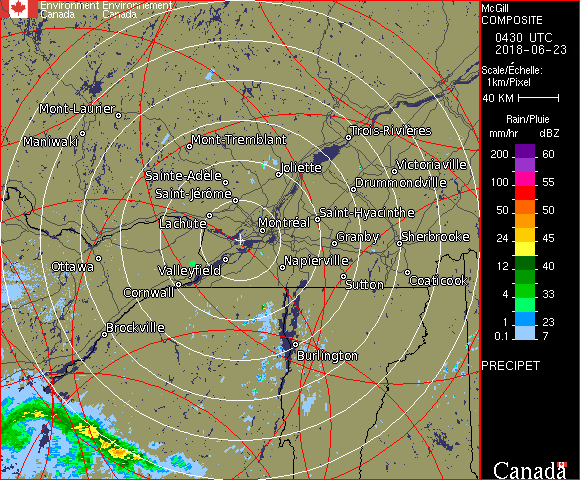 Environment Environnement
Canada Canada
McGill
COMPOSITE
0430 UTC
2018-06-23
Scale/Échelle:
1km/Pixel
40 KM
Rain/Pluie
mm/hr dBZ
200 60
150 57
100 55
50 50
24 45
12 40
4 33
1 23
0.1 7
PRECIPET
Canada
Mont-Laurier
Maniwaki
Mont-Tremblant
Trois-Rivières
Joliette
Victoriaville
Sainte-Adèle
Drummondville
Saint-Jérôme
Lachute
Saint-Hyacinthe
Montréal
Granby
Sherbrooke
Ottawa
Valleyfield
Napierville
Cornwall
Sutton
Coaticook
Brockville
Burlington